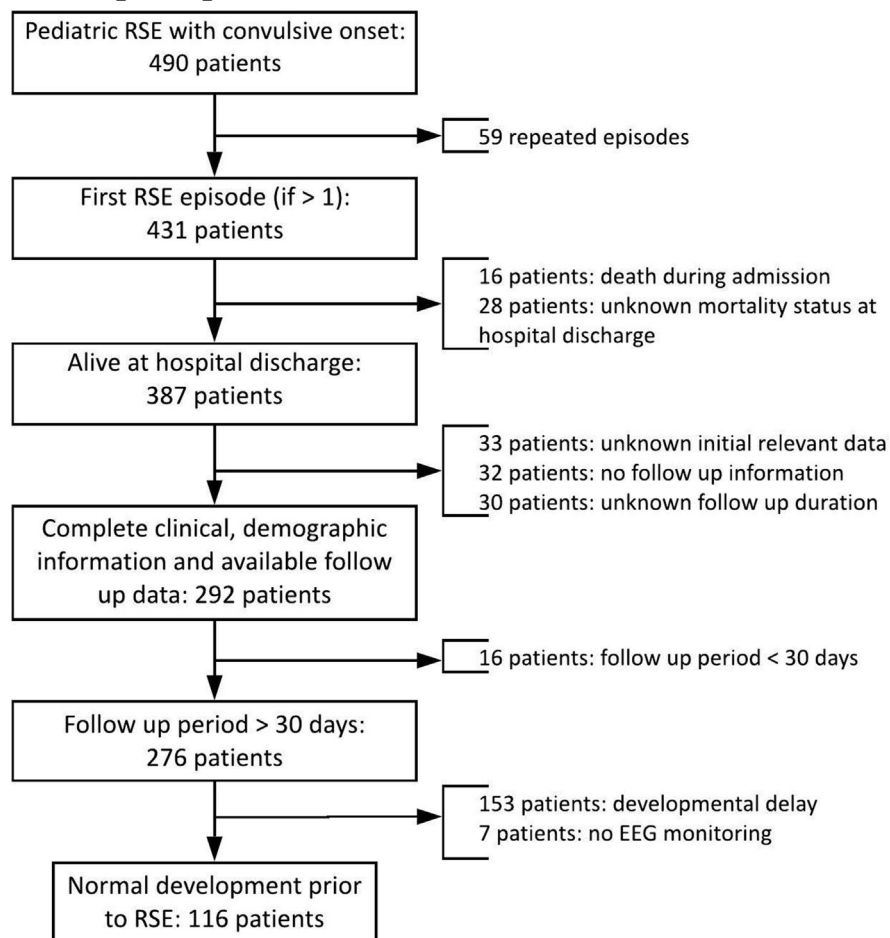 Pediatric RSE with convulsive onset:
490 patients
59 repeated episodes
First RSE episode (if > 1):
431 patients
16 patients: death during admission
28 patients: unknown mortality status at
hospital discharge
Alive at hospital discharge:
387 patients
33 patients: unknown initial relevant data
32 patients: no follow up information
30 patients: unknown follow up duration
Complete clinical, demographic
information and available follow
up data: 292 patients
16 patients: follow up period < 30 days
Follow up period > 30 days:
276 patients
153 patients: developmental delay
7 patients: no EEG monitoring
Normal development prior
to RSE: 116 patients